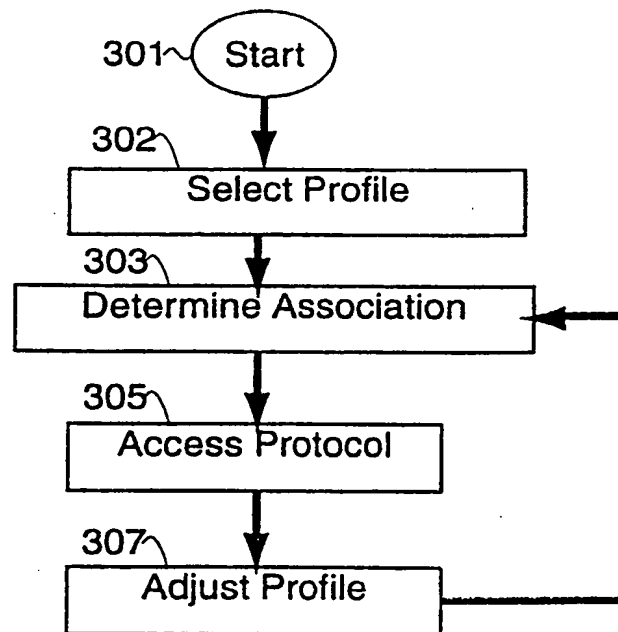 301 Start
302
Select Profile
303
Determine Association
305
Access Protocol
307
Adjust Profile